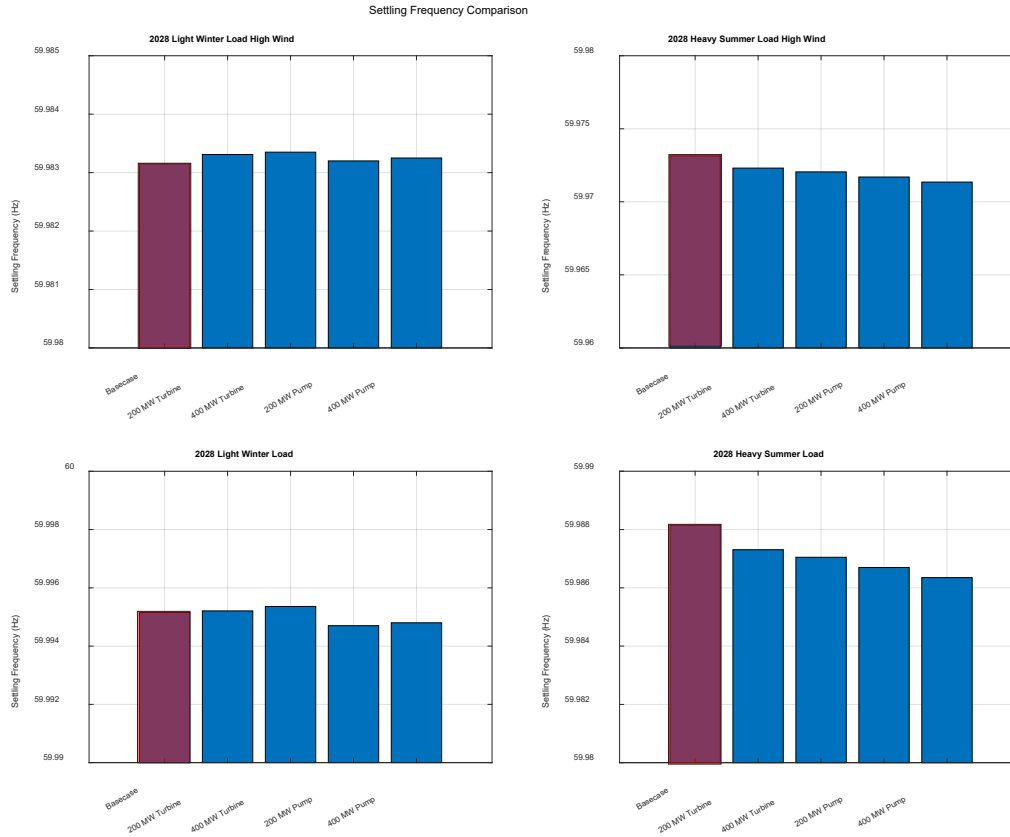 Settling Frequency Comparison
2028 Light Winter Load High Wind
59.985
59.984
59.983
59.982
59.981
59.98
Settling Frequency (Hz)
Basecase
200 MW Turbine
400 MW Turbine
200 MW Pump
400 MW Pump
2028 Heavy Summer Load High Wind
59.98
59.975
59.97
59.965
59.96
Settling Frequency (Hz)
Basecase
200 MW Turbine
400 MW Turbine
200 MW Pump
400 MW Pump
2028 Light Winter Load
60
59.998
59.996
59.994
59.992
59.99
Settling Frequency (Hz)
Basecase
200 MW Turbine
400 MW Turbine
200 MW Pump
400 MW Pump
2028 Heavy Summer Load
59.99
59.988
59.986
59.984
59.982
59.98
Settling Frequency (Hz)
Basecase
200 MW Turbine
400 MW Turbine
200 MW Pump
400 MW Pump